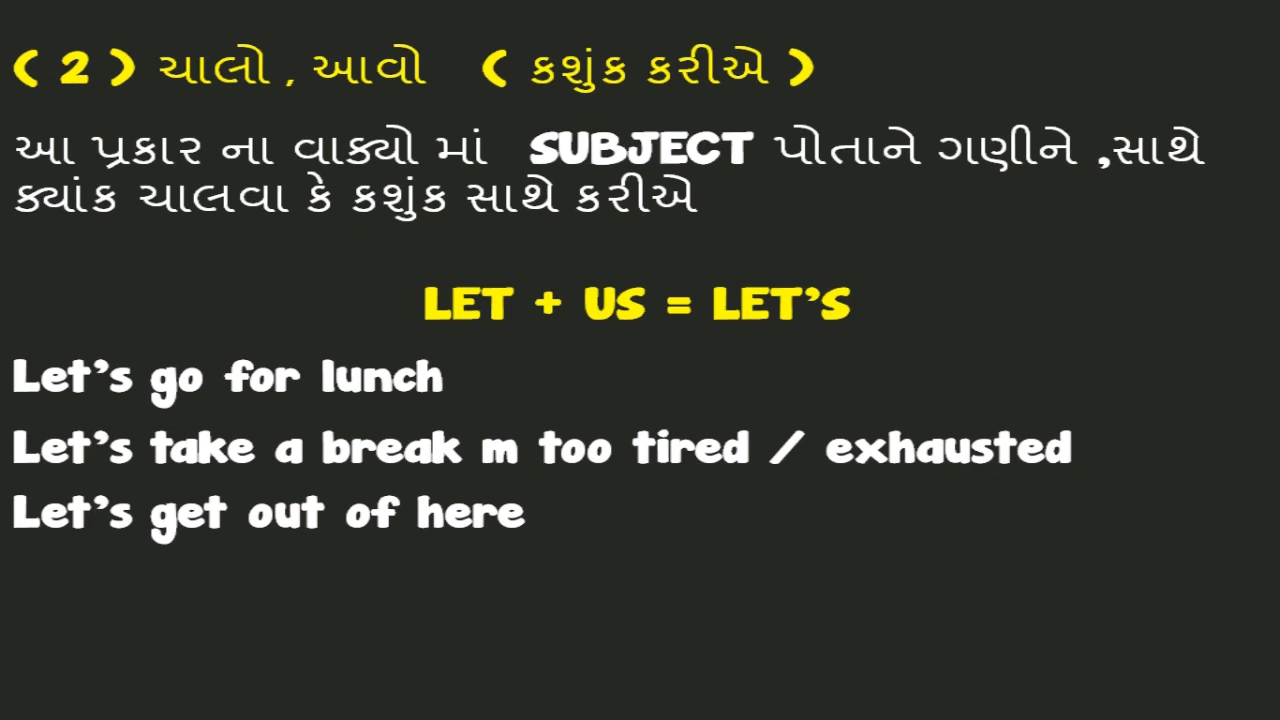 ( 2 ) ચાલો , આવો ( કશુંક કરીએ )
આ પ્રકાર ના વાક્યો માં SUBJECT પોતાને ગણીને ,સાથે
ક્યાંક ચાલવા કે કશુંક સાથે કરીએ
LET + US = LET'S
Let's go for lunch
Let's take a break m too tired / exhausted
Let's get out of here